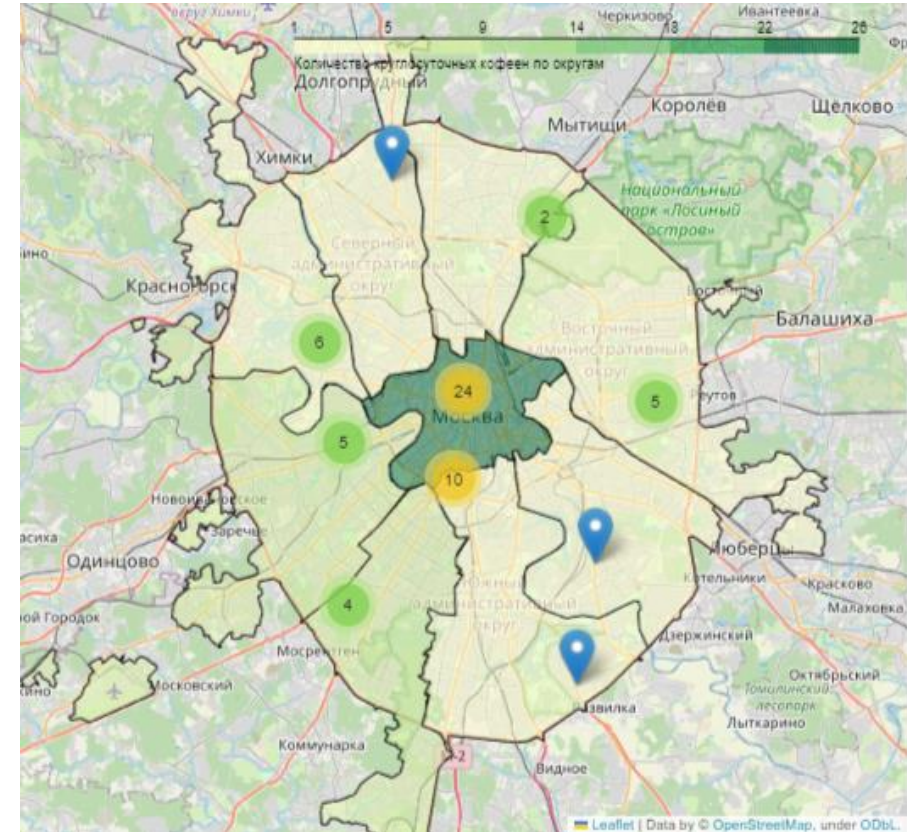 округ Химки
Черкизово
Ивантеевка
1 5 9 14 18 22 26
Количество круглосуточных кофеен по округам
Долгопрудный
Королёв
Щелково
Мытищи
Химки
Национальный
парк «Лосиный
остров»
2
Северный
административный
округ
Красногорск
Восточный
Балашиха
6
Восточный
административный
округ
24
Реутов
5
Москва
5
10
Новоивановское
Заречье
Одинцово
Люберцы
Котельники
Красково
Малаховка
4
Южный
административный
округ
Дзержинский
Мосрентген
Московский
Октябрьский
Томилинский
лесопарк
Лыткарино
Развилка
Коммунарка
Видное
Leaflet | Data by © OpenStreetMap, under ODbL.